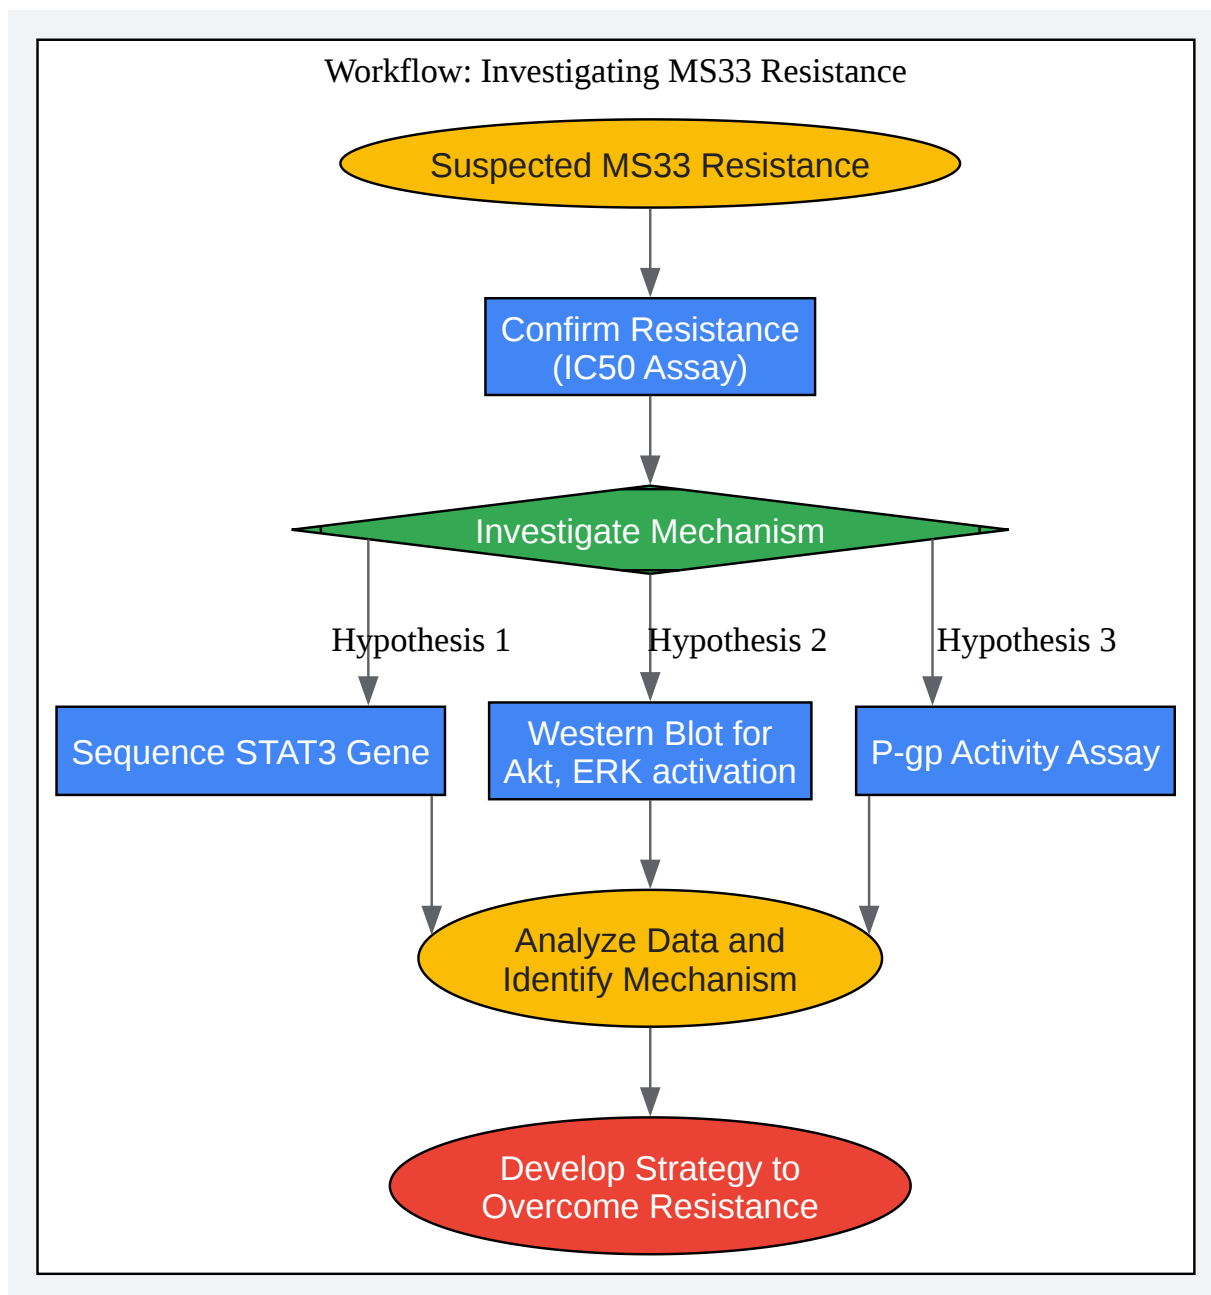 Workflow: Investigating MS33 Resistance
Suspected MS33 Resistance
Confirm Resistance
(IC50 Assay)
Investigate Mechanism
Hypothesis 1
Hypothesis 2
Hypothesis 3
Sequence STAT3 Gene
Western Blot for
Akt, ERK activation
P-gp Activity Assay
Analyze Data and
Identify Mechanism
Develop Strategy to
Overcome Resistance